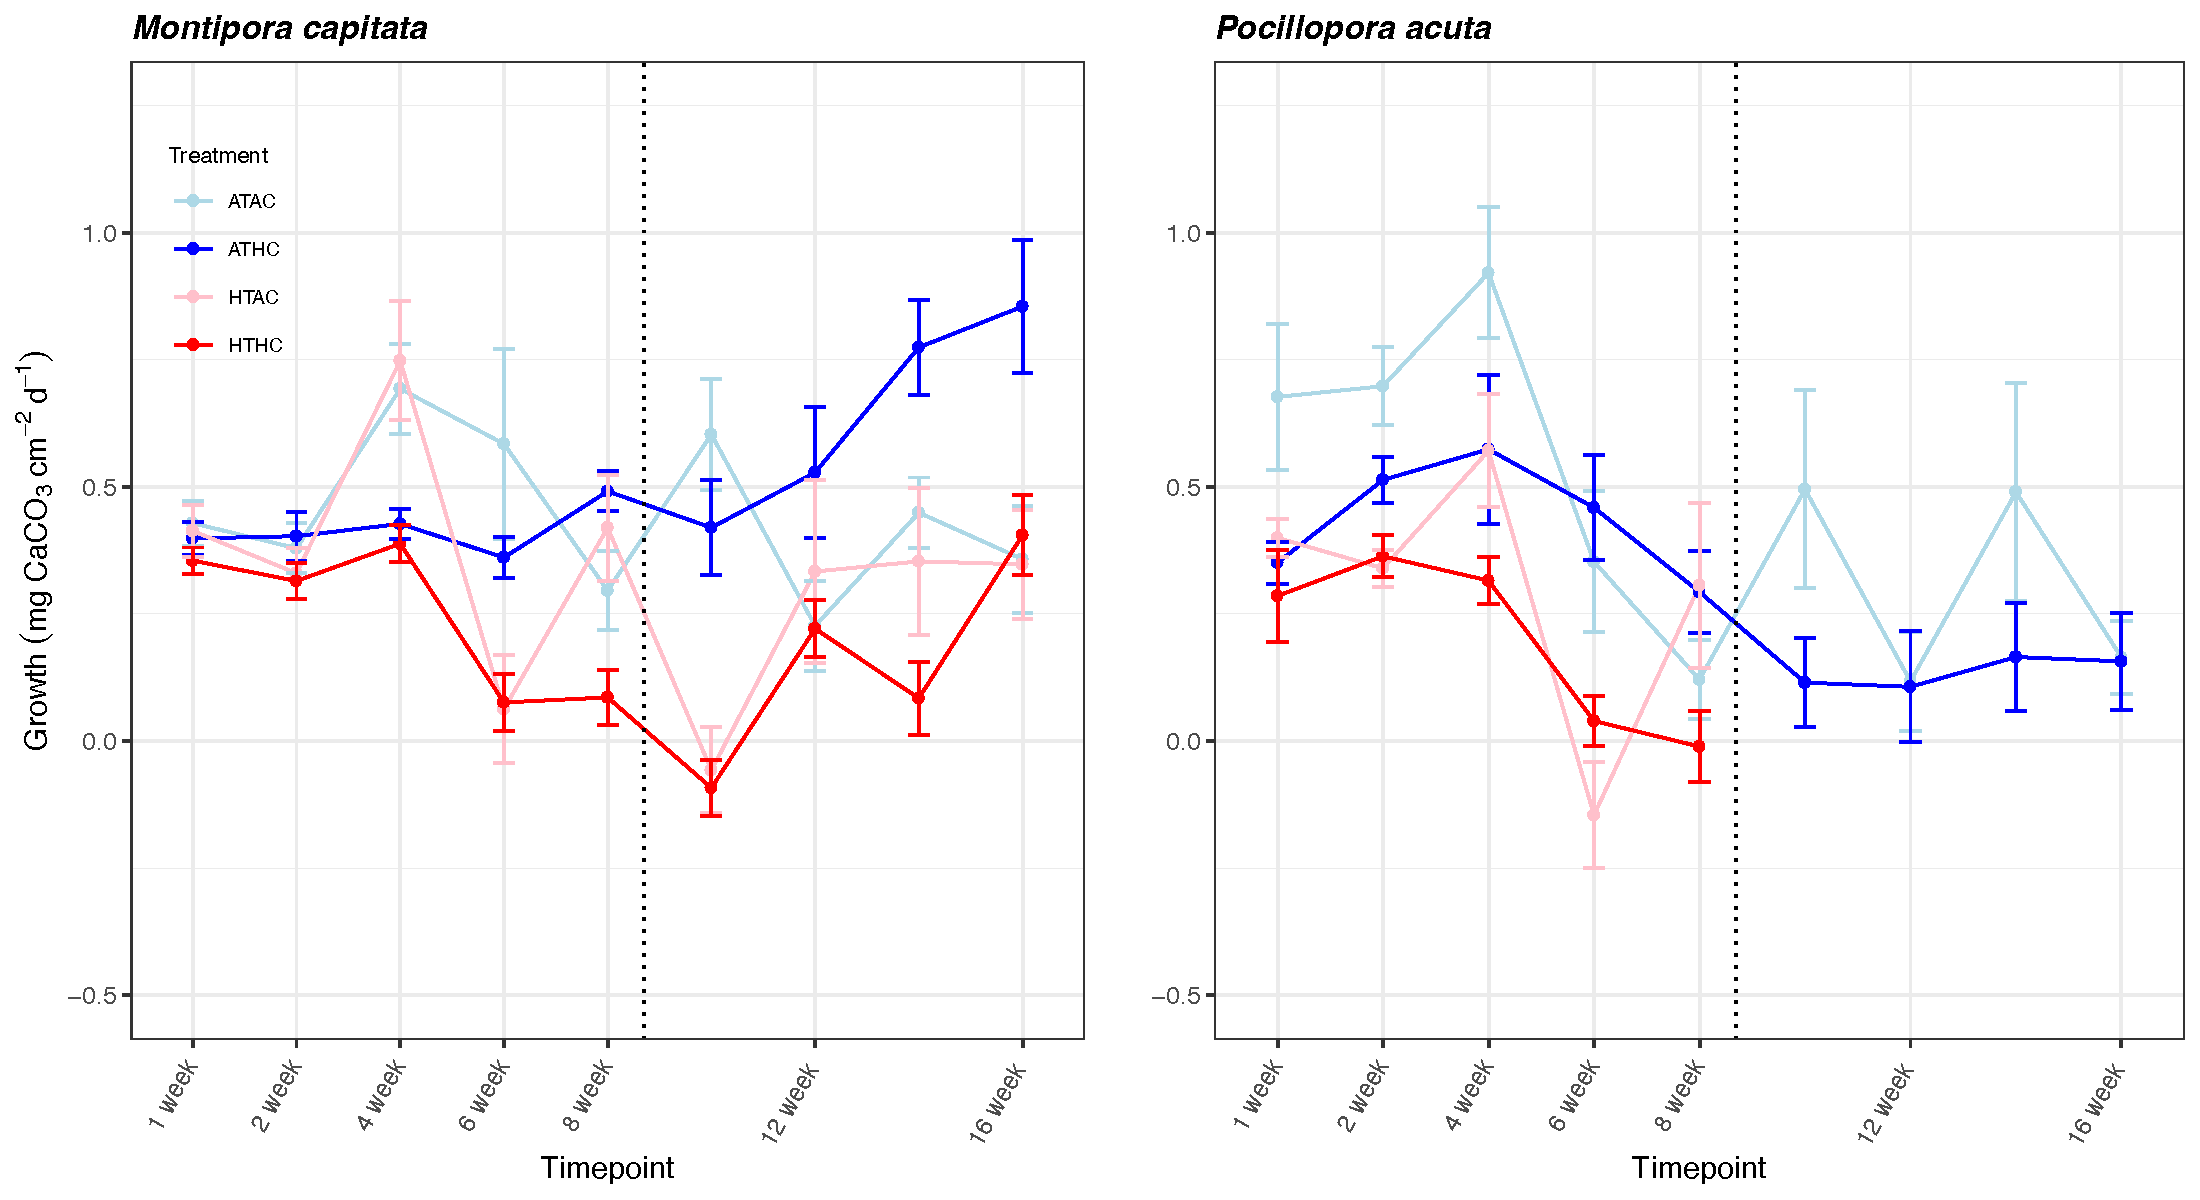 Montipora capitata
Pocillopora acuta
Treatment
ATAC
ATHC
HTAC
HTHC
Growth (mg CaCO₃ cm⁻² d⁻¹)
1.0
0.5
0.0
−0.5
1 week
2 week
4 week
6 week
8 week
12 week
16 week
Timepoint
1.0
0.5
0.0
−0.5
1 week
2 week
4 week
6 week
8 week
12 week
16 week
Timepoint